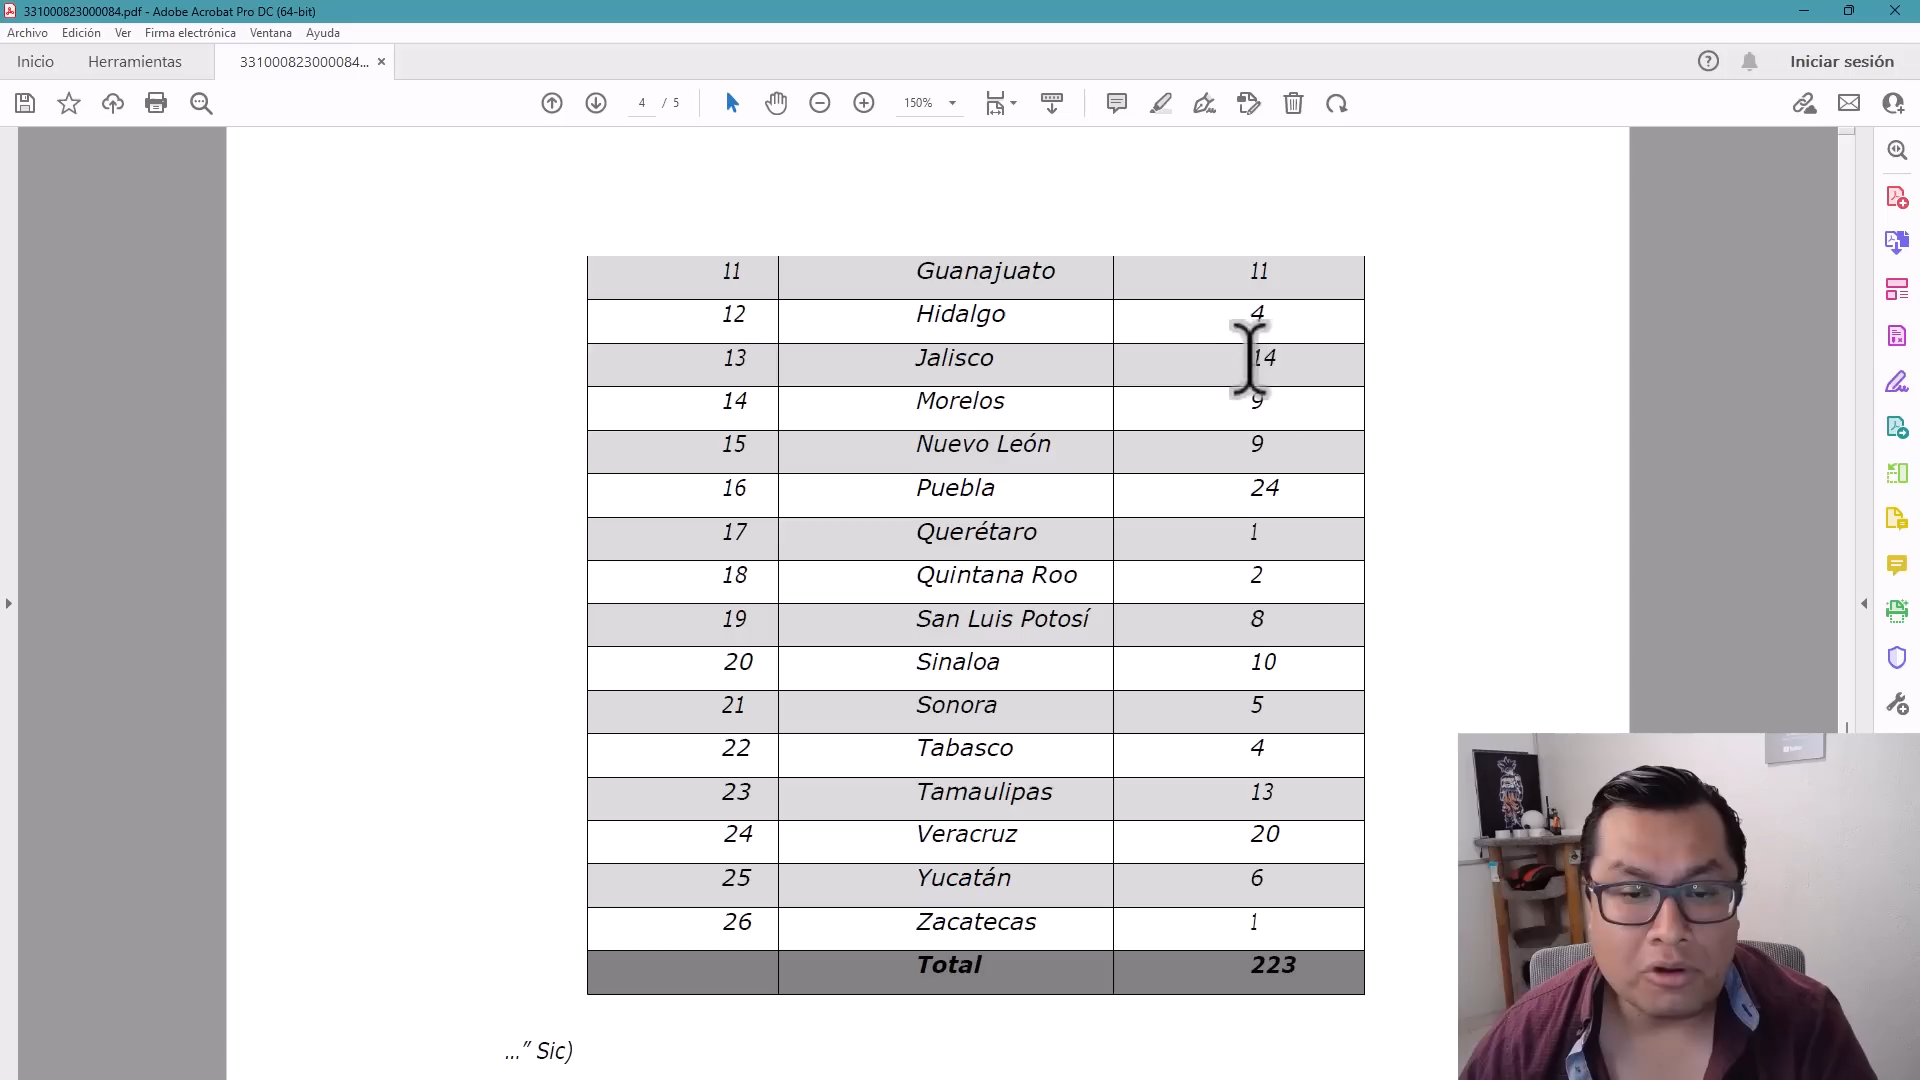 331000823000084.pdf - Adobe Acrobat Pro DC (64-bit)
Archivo Edición Ver Firma electrónica Ventana Ayuda
Inicio Herramientas 331000823000084... × Iniciar sesión
4 / 5 150%
11 Guanajuato 11
12 Hidalgo 4
13 Jalisco 14
14 Morelos 9
15 Nuevo León 9
16 Puebla 24
17 Querétaro 1
18 Quintana Roo 2
19 San Luis Potosí 8
20 Sinaloa 10
21 Sonora 5
22 Tabasco 4
23 Tamaulipas 13
24 Veracruz 20
25 Yucatán 6
26 Zacatecas 1
Total 223
..." Sic)